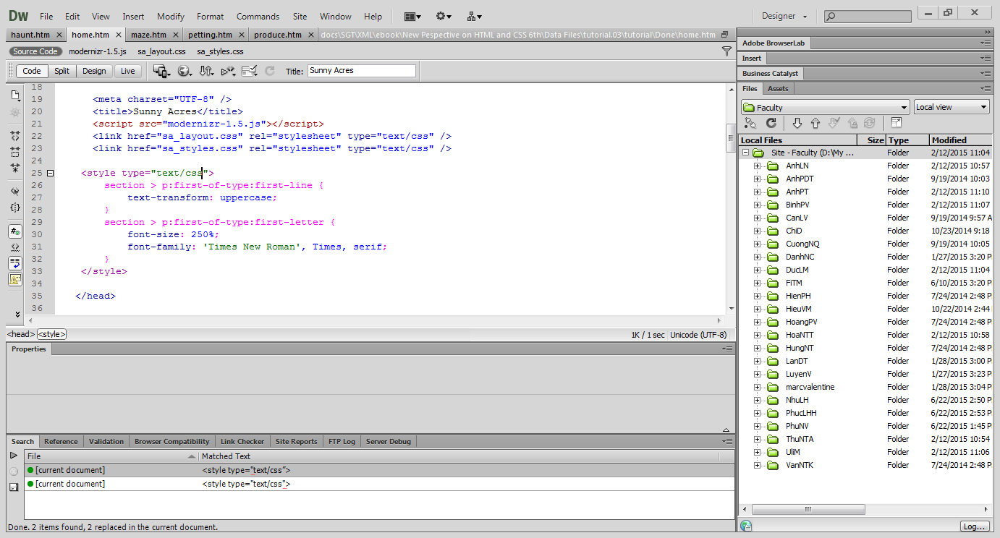 Dw File Edit View Insert Modify Format Commands Site Window Help Designer
haunt.htm × home.htm × maze.htm × petting.htm × produce.htm × docs\SGT\XML\ebook\New Pespective on HTML and CSS 6th\Data Files\tutorial.03\tutorial\Done\home.htm
Source Code modernizr-1.5.js sa_layout.css sa_styles.css
Code Split Design Live Title: Sunny Acres
18
19 <meta charset="UTF-8" />
20 <title>Sunny Acres</title>
21 <script src="modernizr-1.5.js"></script>
22 <link href="sa_layout.css" rel="stylesheet" type="text/css" />
23 <link href="sa_styles.css" rel="stylesheet" type="text/css" />
24
25 <style type="text/css">
26 section > p:first-of-type:first-line {
27 text-transform: uppercase;
28 }
29 section > p:first-of-type:first-letter {
30 font-size: 250%;
31 font-family: 'Times New Roman', Times, serif;
32 }
33 </style>
34
35 </head>
36
<head> <style> 1K / 1 sec Unicode (UTF-8)
Properties
Search Reference Validation Browser Compatibility Link Checker Site Reports FTP Log Server Debug
File Matched Text
[current document] <style type="text/css">
[current document] <style type="text/css">
Done. 2 items found, 2 replaced in the current document.
Adobe BrowserLab
Insert
Business Catalyst
Files Assets
Faculty Local view
Local Files Size Type Modified
Site - Faculty (D:\My ... Folder 2/12/2015 11:04
AnhLN Folder 2/12/2015 10:57
AnhPDT Folder 9/19/2014 10:03
AnhPT Folder 2/12/2015 11:10
BinhPV Folder 2/12/2015 11:07
CanLV Folder 9/19/2014 9:57 A
ChiD Folder 10/23/2014 9:18
CuongNQ Folder 9/19/2014 10:05
DanhNC Folder 1/27/2015 3:20 P
DucLM Folder 2/12/2015 11:04
FiTM Folder 6/10/2015 3:20 P
HienPH Folder 7/24/2014 2:48 P
HieuVM Folder 10/22/2014 2:44
HoangPV Folder 7/24/2014 2:48 P
HoaNTT Folder 2/12/2015 10:58
HungNT Folder 7/24/2014 2:48 P
LanDT Folder 1/28/2015 3:00 P
LuyenV Folder 1/27/2015 3:23 P
marcvalentine Folder 1/28/2015 3:04 P
NhuLH Folder 6/22/2015 2:50 P
PhucLHH Folder 6/22/2015 2:53 P
PhuNV Folder 6/22/2015 1:45 P
ThuNTA Folder 2/12/2015 10:54
UliM Folder 2/12/2015 11:06
VanNTK Folder 7/24/2014 2:48 P
Log...